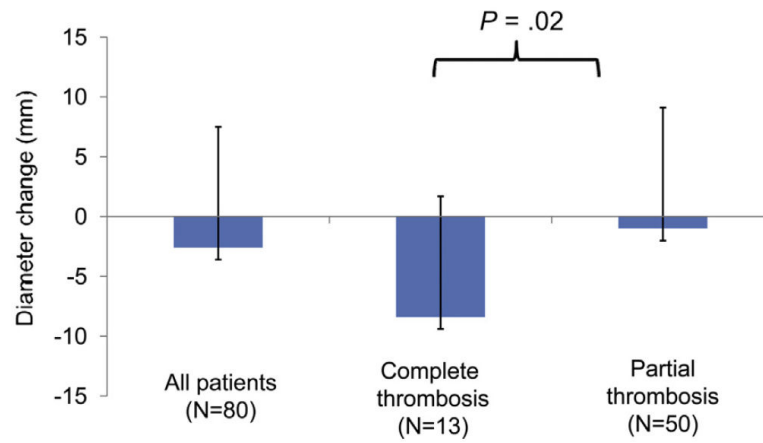 P = .02
15
10
5
0
-5
-10
-15
Diameter change (mm)
All patients
(N=80)
Complete
thrombosis
(N=13)
Partial
thrombosis
(N=50)